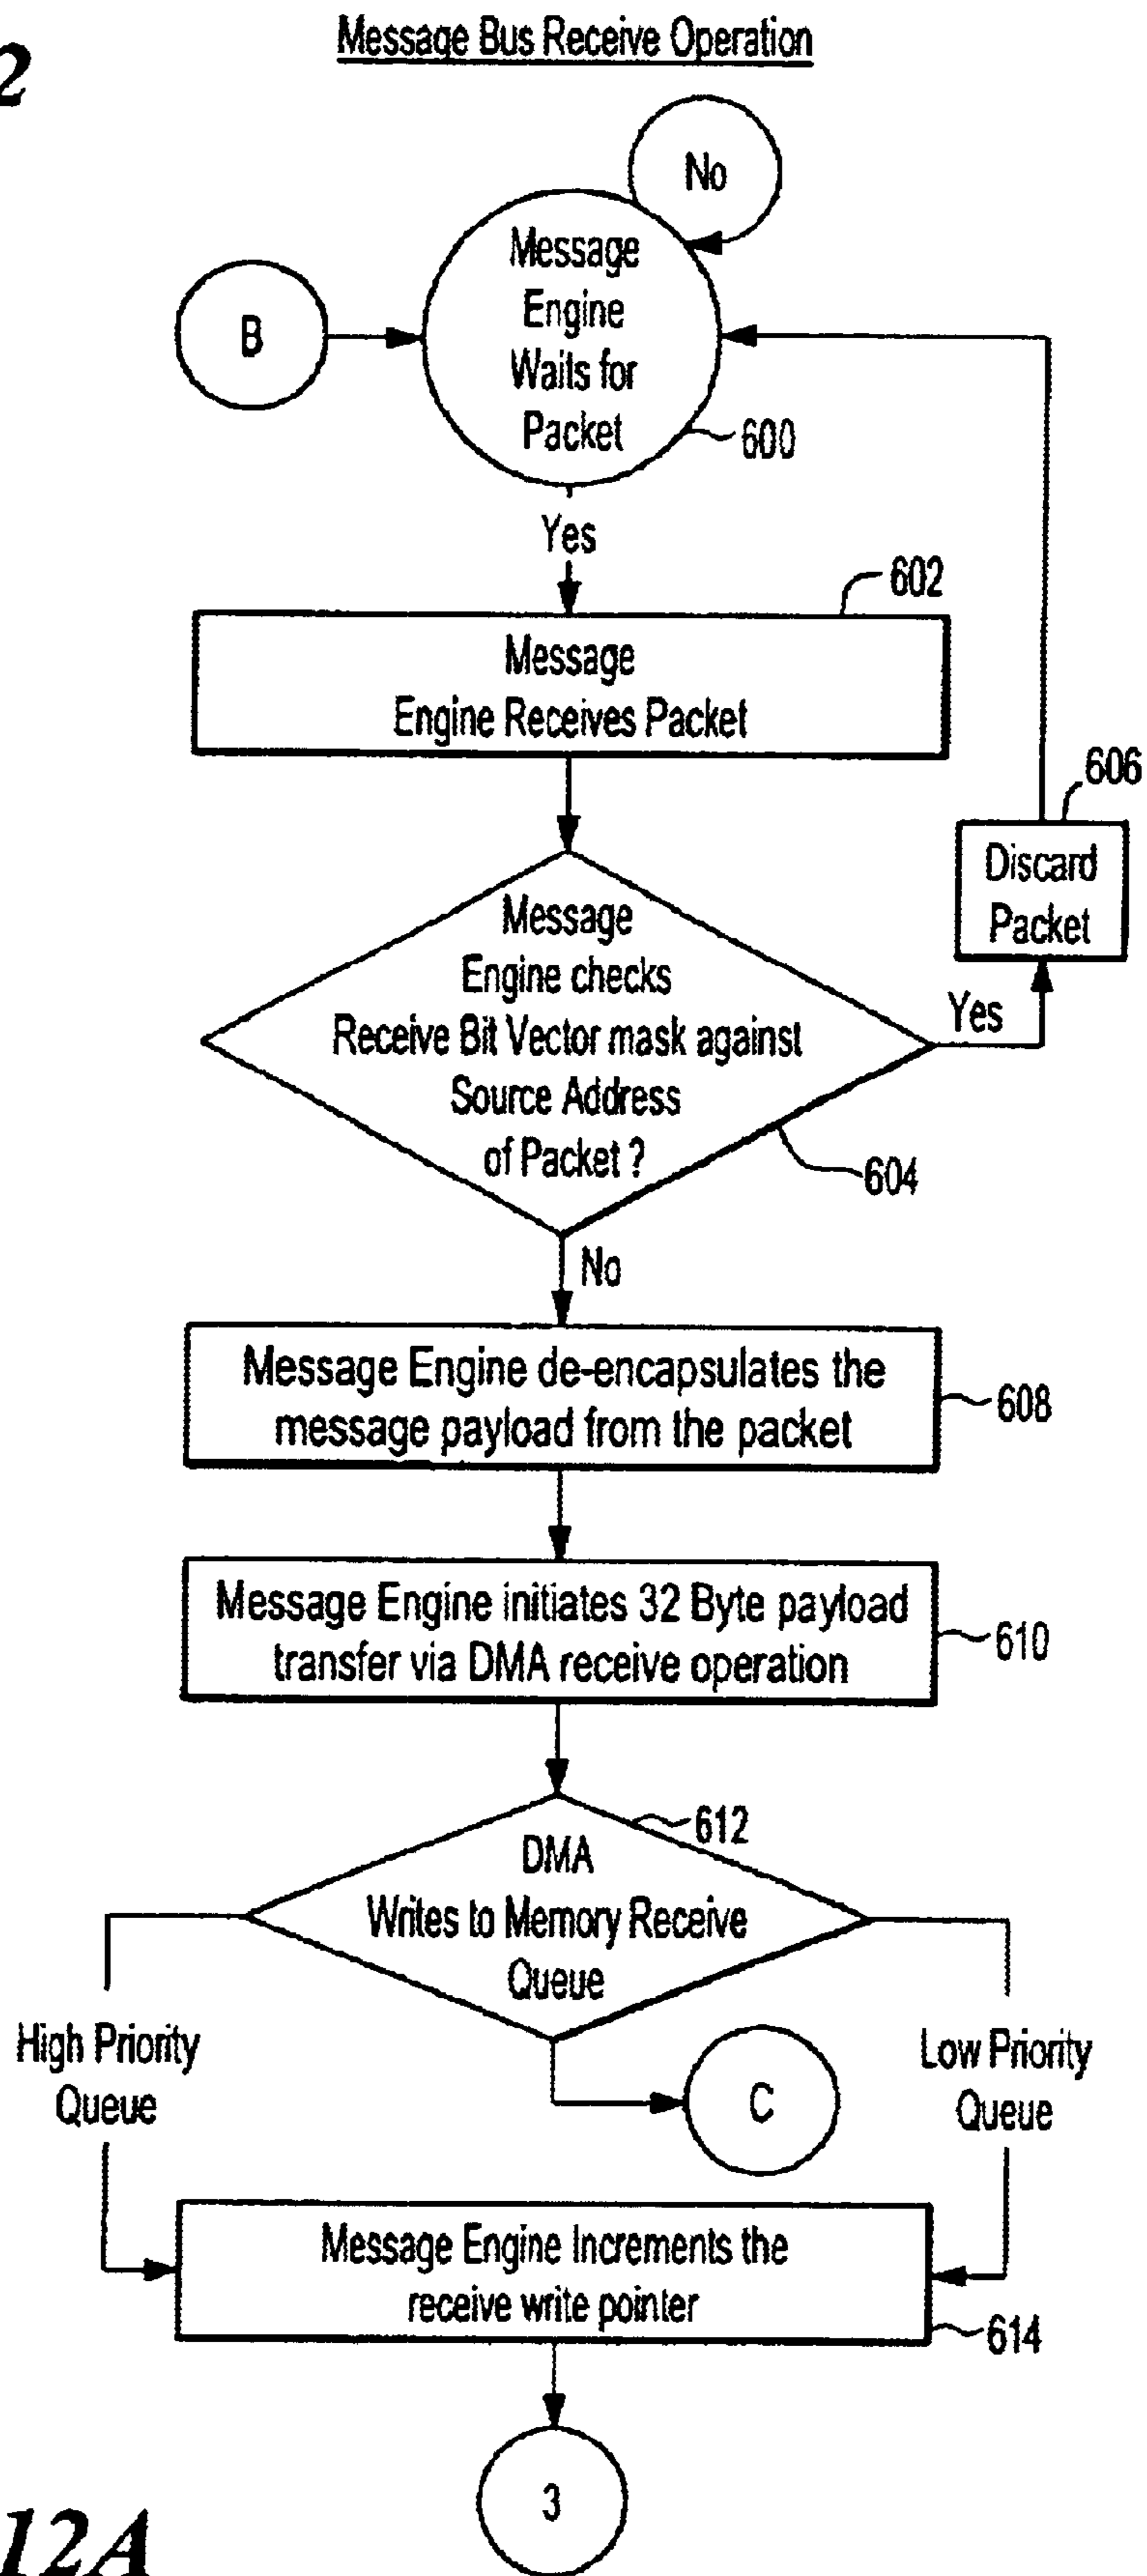 2
Message Bus Receive Operation
No
Message
Engine
Waits for
Packet
B
600
Yes
602
Message
Engine Receives Packet
606
Discard
Packet
Message
Engine checks
Receive Bit Vector mask against
Source Address
of Packet ?
Yes
604
No
Message Engine de-encapsulates the
message payload from the packet
608
Message Engine initiates 32 Byte payload
transfer via DMA receive operation
610
612
DMA
Writes to Memory Receive
Queue
High Priority
Queue
C
Low Priority
Queue
Message Engine Increments the
receive write pointer
614
3
12A